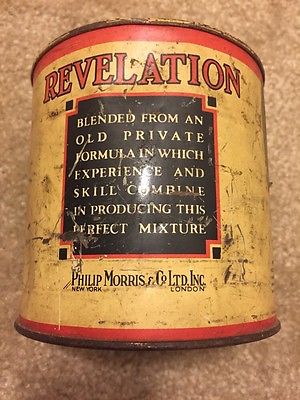 REVELATION
BLENDED FROM AN
OLD PRIVATE
FORMULA IN WHICH
EXPERIENCE AND
SKILL COMBINE
IN PRODUCING THIS
PERFECT MIXTURE
PHILIP MORRIS & CO. LTD. INC.
NEW YORK LONDON